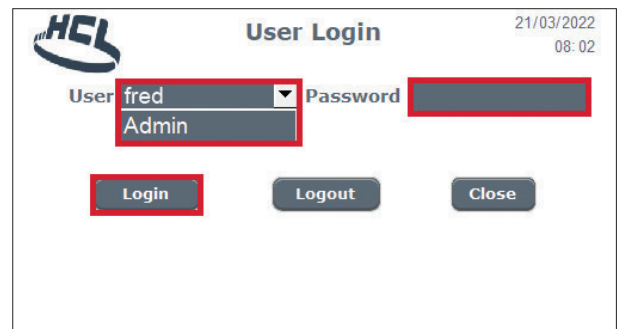 HCL
User Login
21/03/2022
08:02
User fred Password
Admin
Login Logout Close